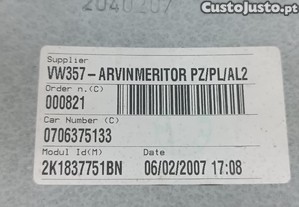 2040207
CustoJusto.pt
Supplier
VW357-ARVINMERITOR PZ/PL/AL2
Order n.(C)
000821
Car Number (C)
0706375133
Modul Id(M)
2K1837751BN 06/02/2007 17:08